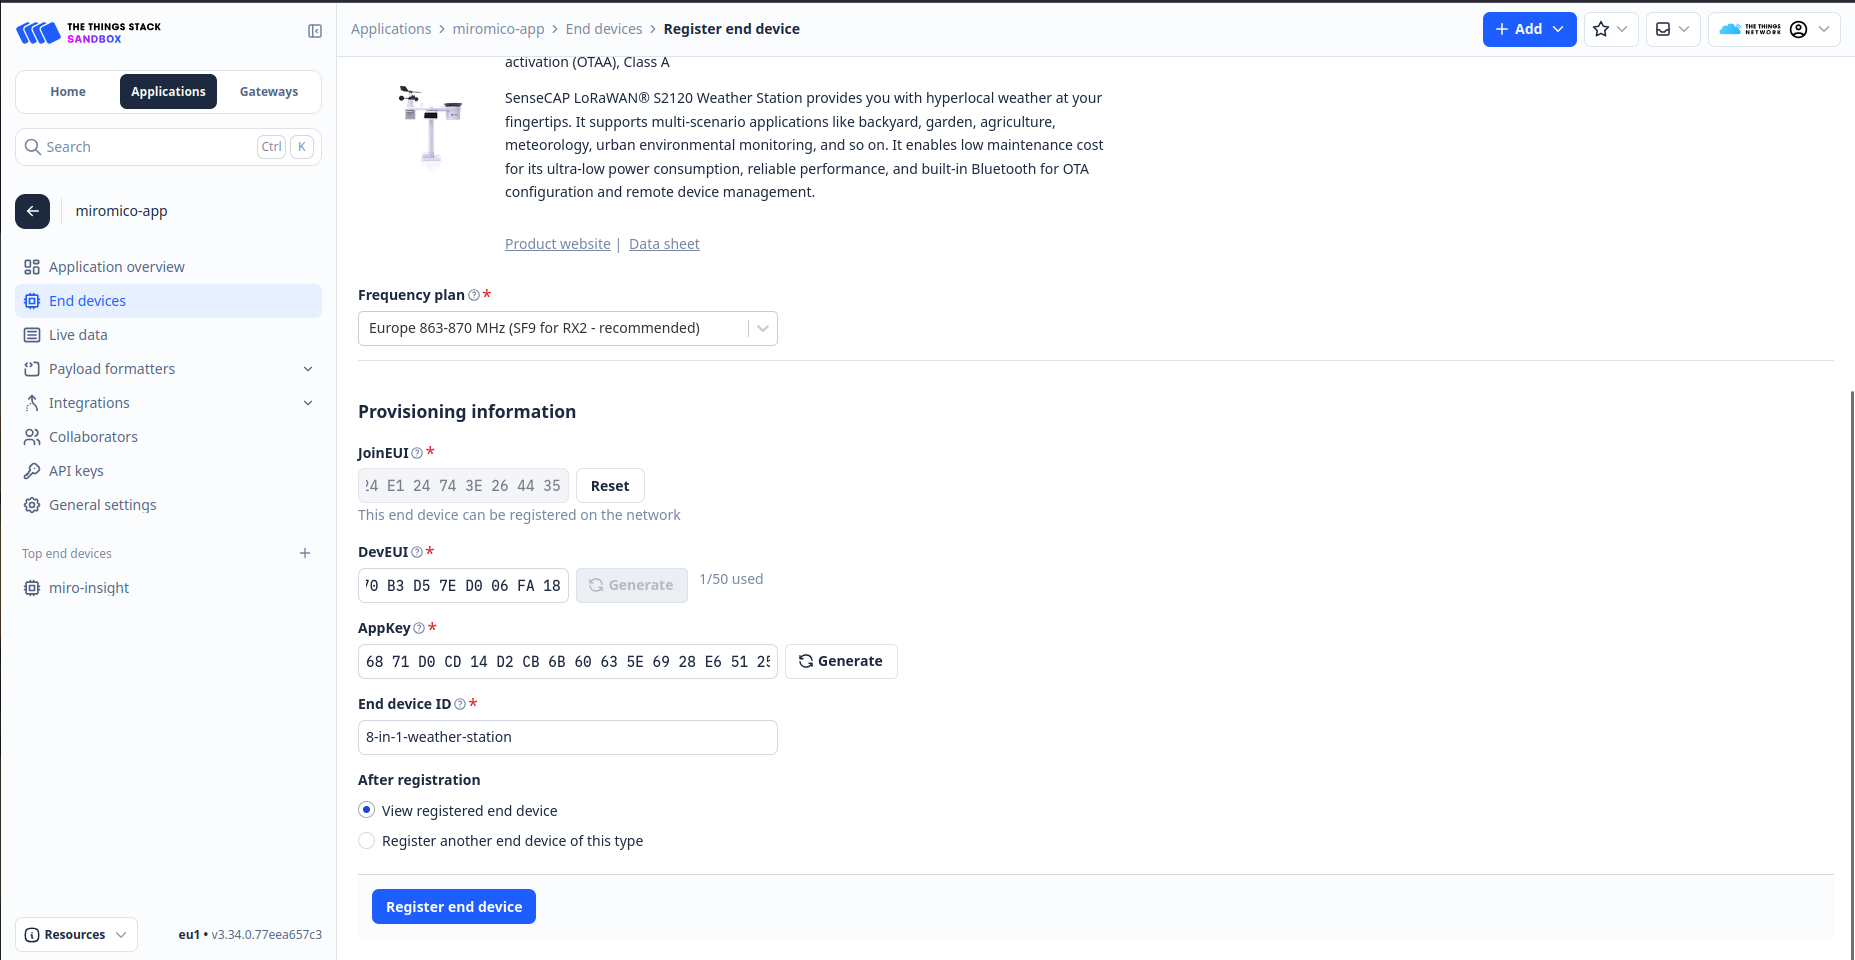 THE THINGS STACK
SANDBOX
Applications > miromico-app > End devices > Register end device
+ Add
THE THINGS
NETWORK
Home
Applications
Gateways
Search
Ctrl
K
miromico-app
Application overview
End devices
Live data
Payload formatters
Integrations
Collaborators
API keys
General settings
Top end devices
miro-insight
Resources
eu1 • v3.34.0.77eea657c3
activation (OTAA), Class A
SenseCAP LoRaWAN® S2120 Weather Station provides you with hyperlocal weather at your
fingertips. It supports multi-scenario applications like backyard, garden, agriculture,
meteorology, urban environmental monitoring, and so on. It enables low maintenance cost
for its ultra-low power consumption, reliable performance, and built-in Bluetooth for OTA
configuration and remote device management.
Product website | Data sheet
Frequency plan *
Europe 863-870 MHz (SF9 for RX2 - recommended)
Provisioning information
JoinEUI *
24 E1 24 74 3E 26 44 35
Reset
This end device can be registered on the network
DevEUI *
70 B3 D5 7E D0 06 FA 18
Generate
1/50 used
AppKey *
68 71 D0 CD 14 D2 CB 6B 60 63 5E 69 28 E6 51 25
Generate
End device ID *
8-in-1-weather-station
After registration
View registered end device
Register another end device of this type
Register end device